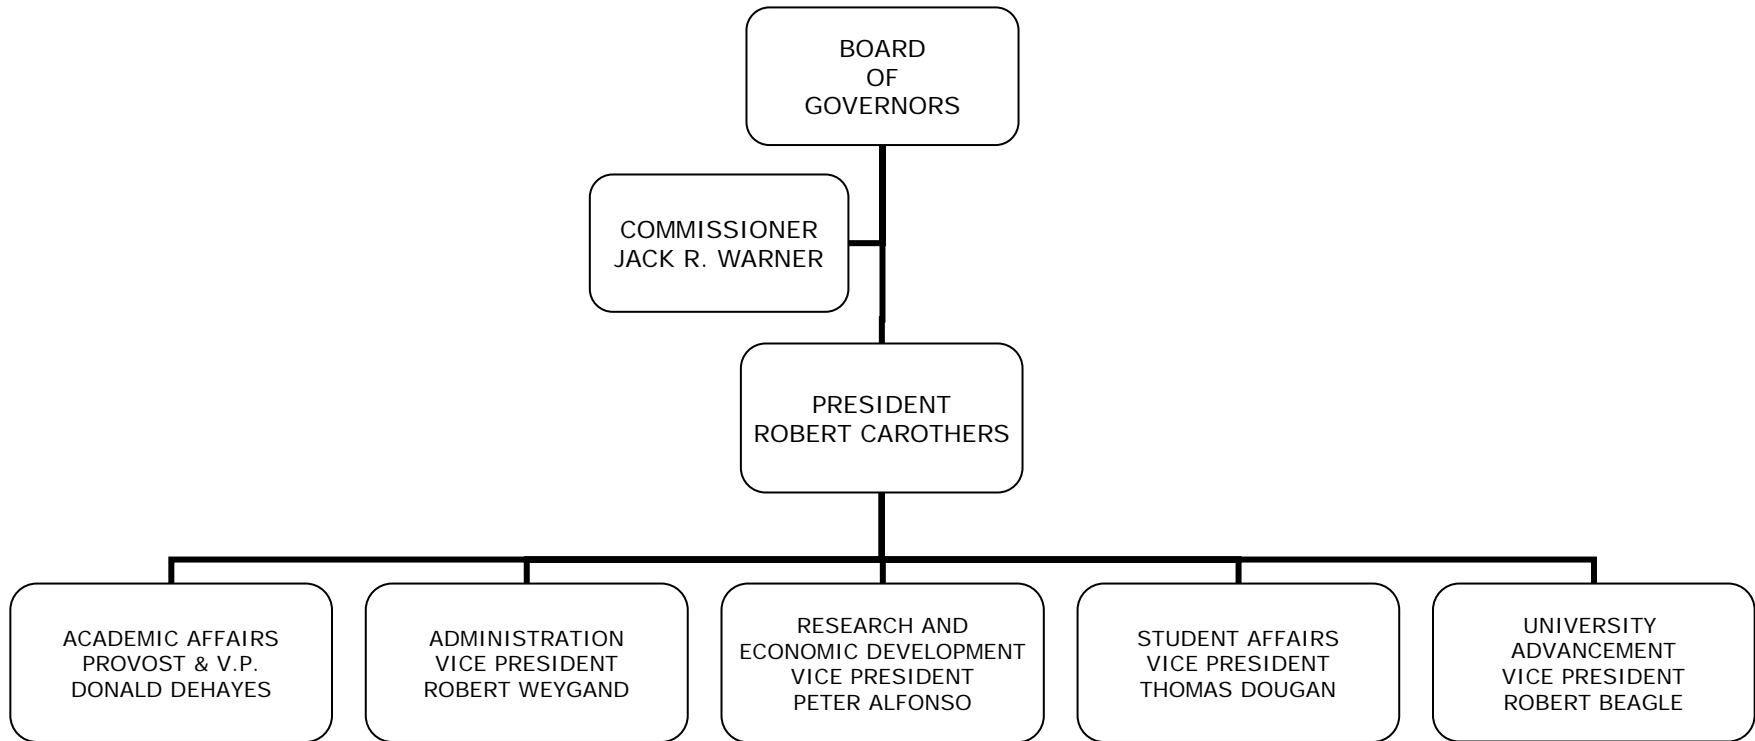 BOARD
OF
GOVERNORS
COMMISSIONER
JACK R. WARNER
PRESIDENT
ROBERT CAROTHERS
ACADEMIC AFFAIRS
PROVOST & V.P.
DONALD DEHAYES
ADMINISTRATION
VICE PRESIDENT
ROBERT WEYGAND
RESEARCH AND
ECONOMIC DEVELOPMENT
VICE PRESIDENT
PETER ALFONSO
STUDENT AFFAIRS
VICE PRESIDENT
THOMAS DOUGAN
UNIVERSITY
ADVANCEMENT
VICE PRESIDENT
ROBERT BEAGLE